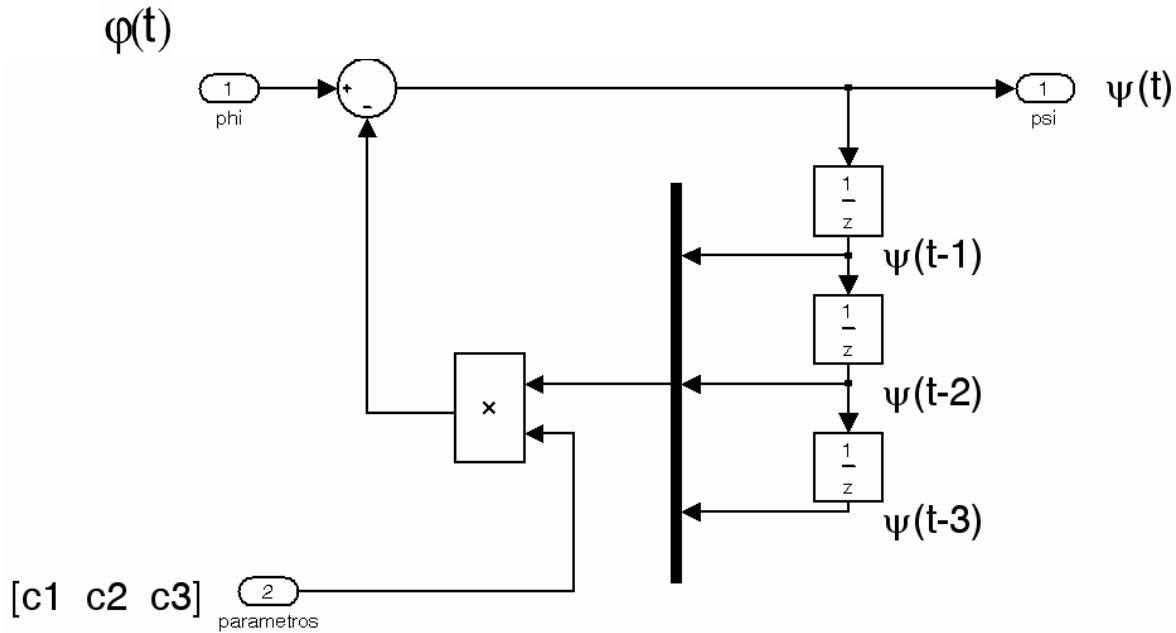 φ(t)
1
phi
+
-
1
psi
ψ(t)
1
z
ψ(t-1)
1
z
ψ(t-2)
×
1
z
ψ(t-3)
[c1 c2 c3]
2
parametros